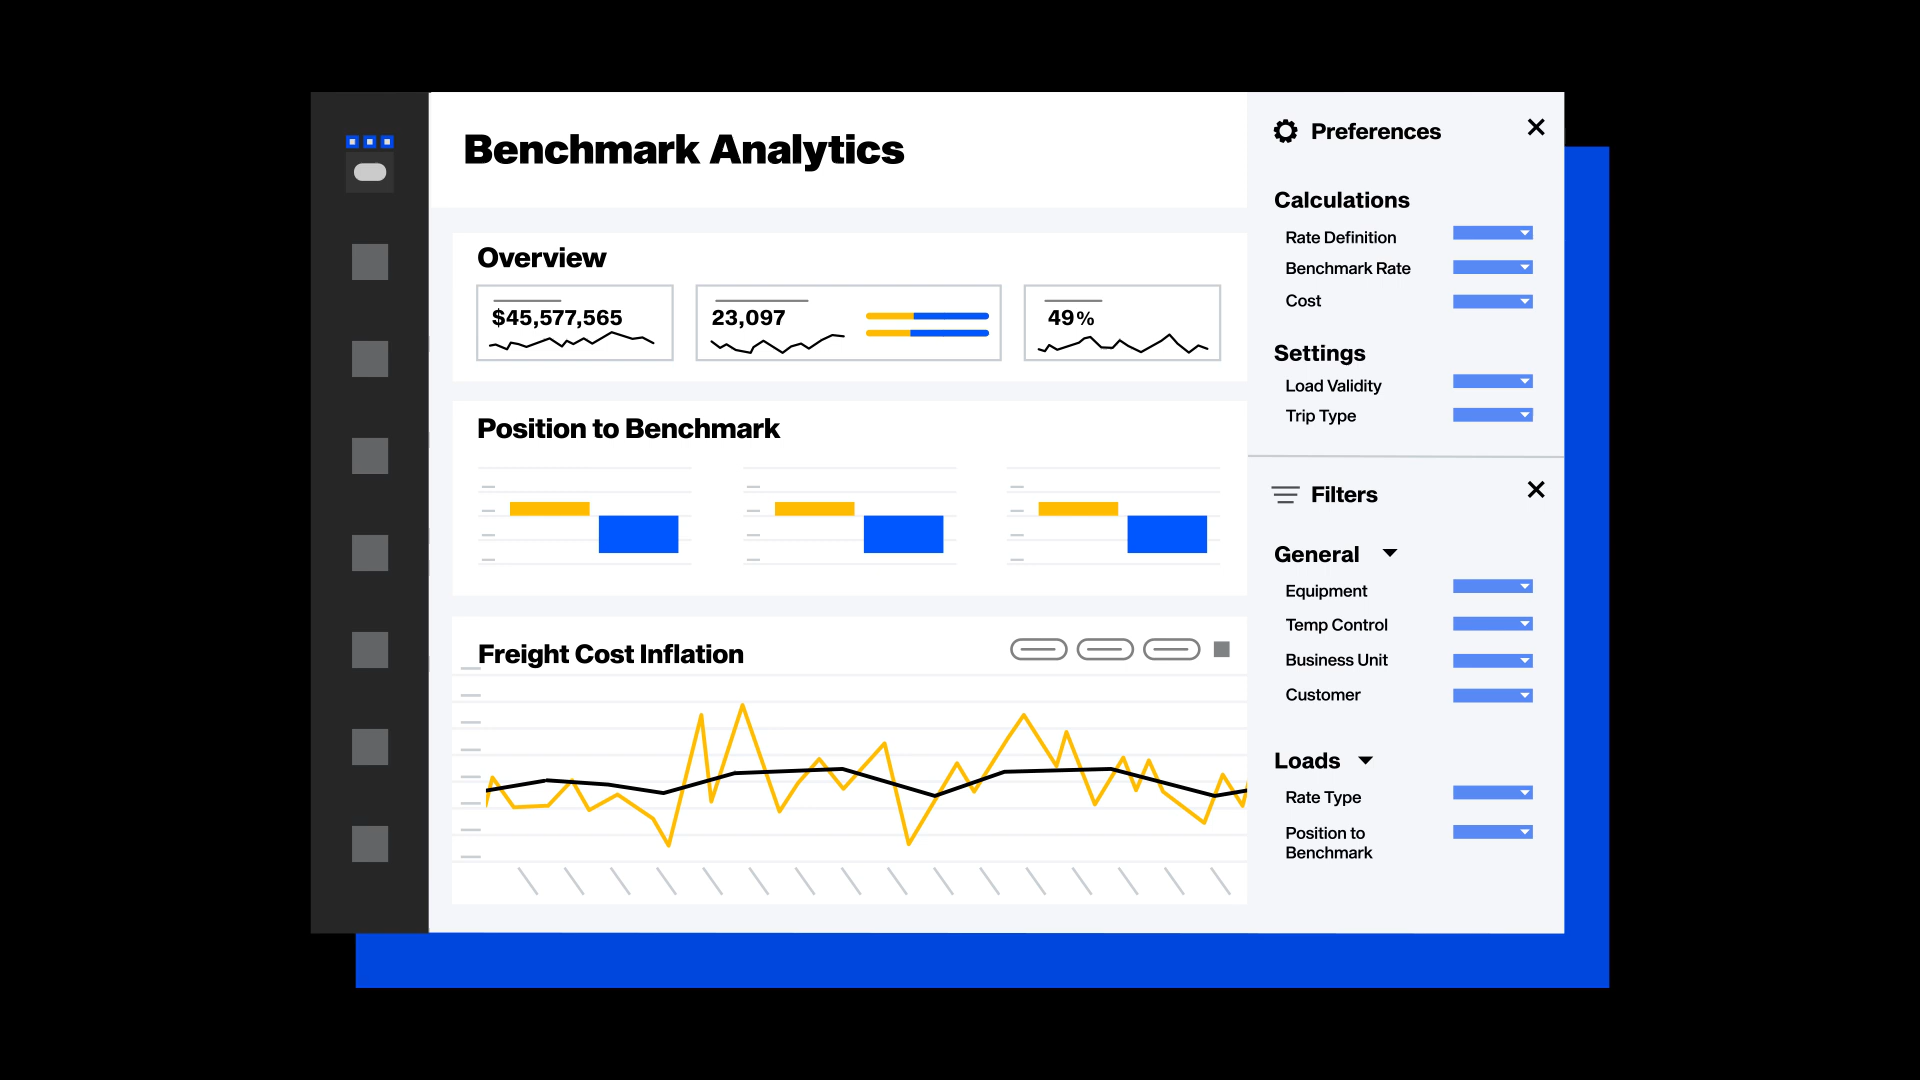 Benchmark Analytics
Overview
$45,577,565
23,097
49%
Position to Benchmark
Freight Cost Inflation
Preferences
Calculations
Rate Definition
Benchmark Rate
Cost
Settings
Load Validity
Trip Type
Filters
General
Equipment
Temp Control
Business Unit
Customer
Loads
Rate Type
Position to
Benchmark